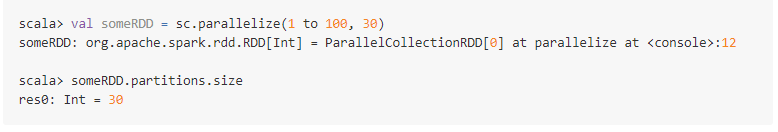 scala> val someRDD = sc.parallelize(1 to 100, 30)
someRDD: org.apache.spark.rdd.RDD[Int] = ParallelCollectionRDD[0] at parallelize at <console>:12
scala> someRDD.partitions.size
res0: Int = 30